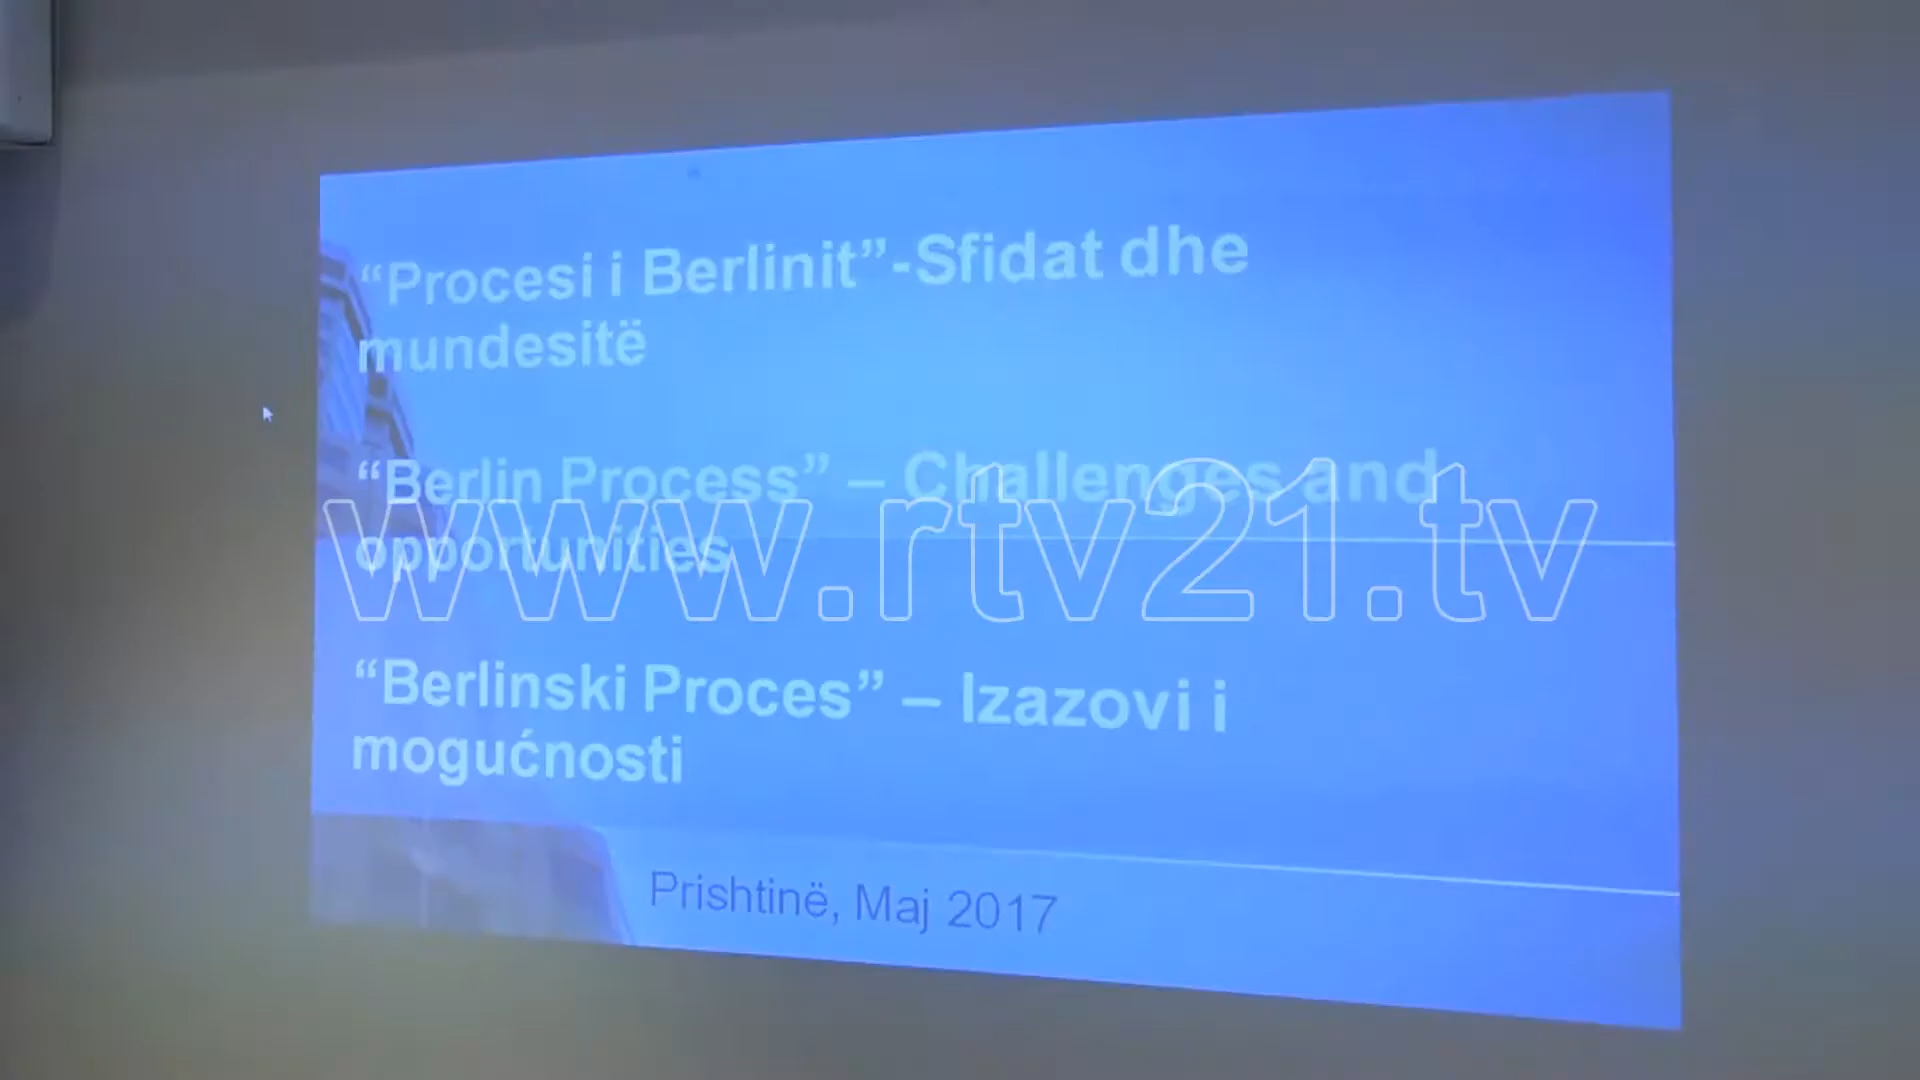 “Procesi i Berlinit”-Sfidat dhe
mundesitë
“Berlin Process” – Challenges and
opportunities
www.rtv21.tv
“Berlinski Proces” – Izazovi i
mogućnosti
Prishtinë, Maj 2017